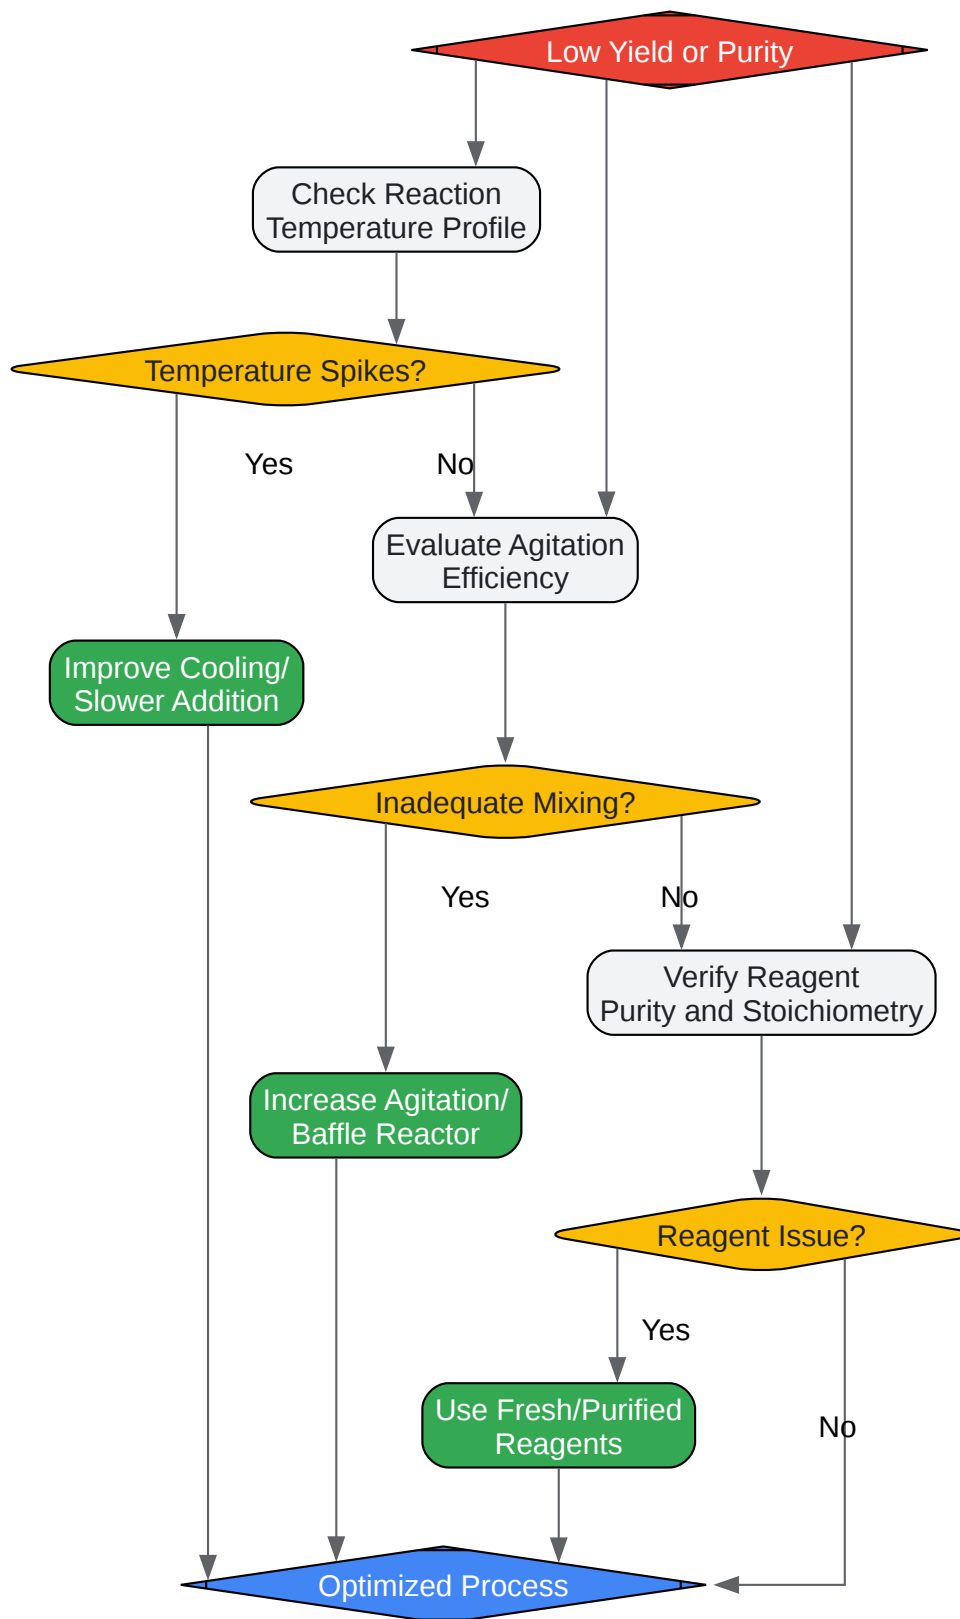 Low Yield or Purity
Check Reaction
Temperature Profile
Temperature Spikes?
Yes
No
Evaluate Agitation
Efficiency
Improve Cooling/
Slower Addition
Inadequate Mixing?
Yes
No
Verify Reagent
Purity and Stoichiometry
Increase Agitation/
Baffle Reactor
Reagent Issue?
Yes
Use Fresh/Purified
Reagents
No
Optimized Process